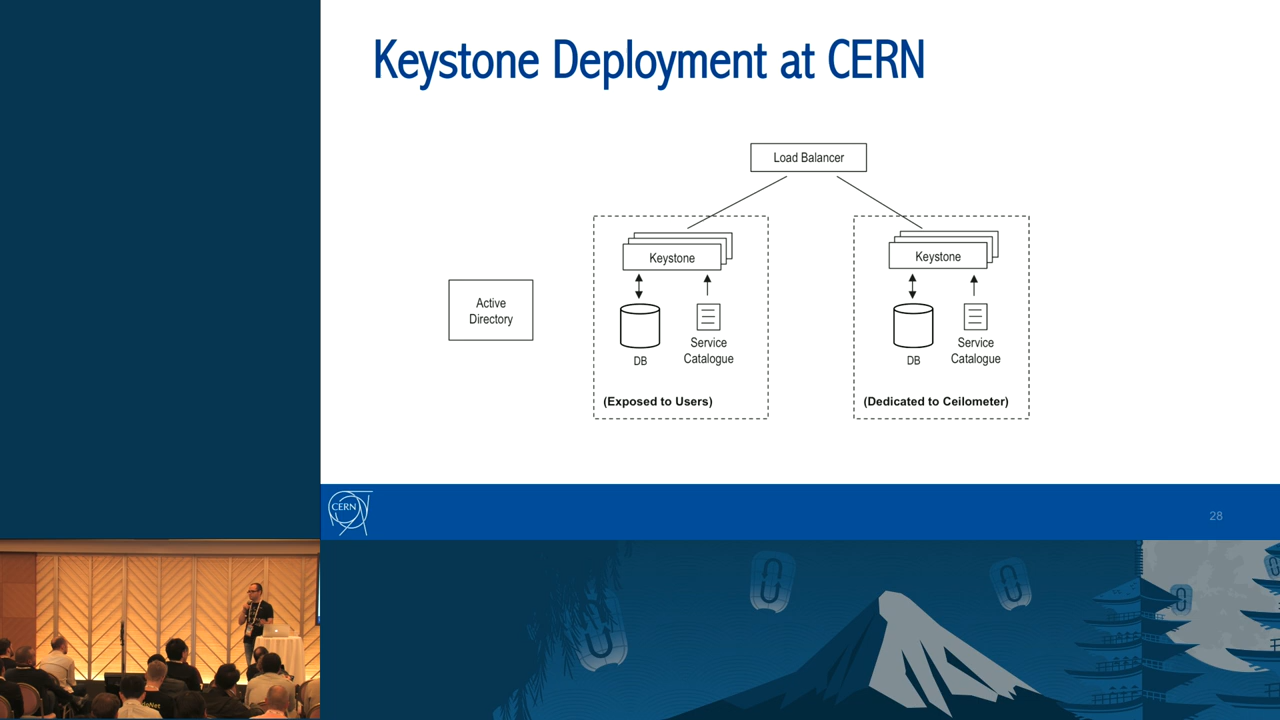 Keystone Deployment at CERN
Load Balancer
Active
Directory
Keystone
DB
Service
Catalogue
(Exposed to Users)
Keystone
DB
Service
Catalogue
(Dedicated to Ceilometer)
CERN
28